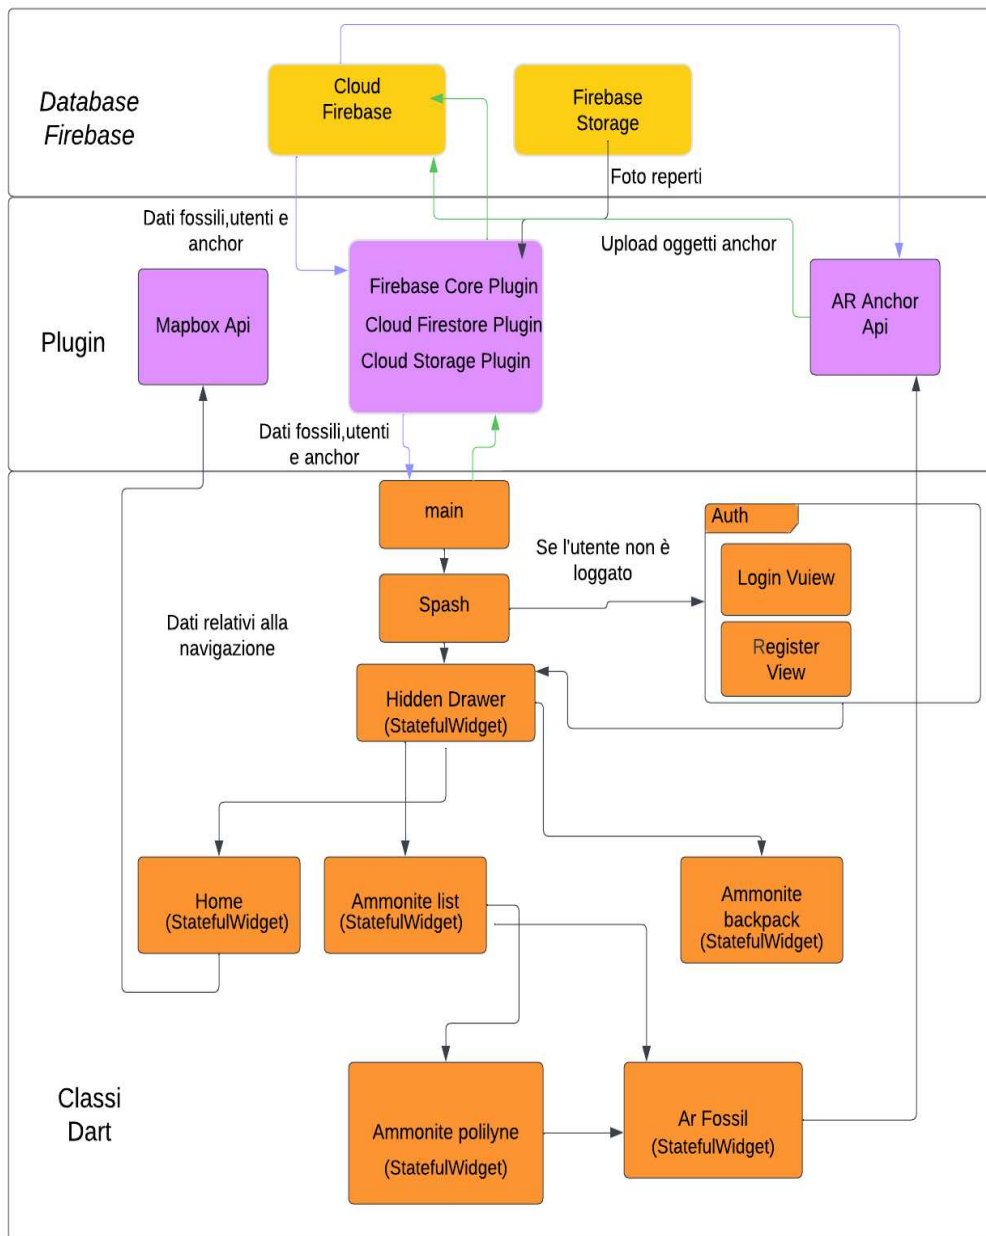 Database
Firebase
Cloud
Firebase
Firebase
Storage
Foto reperti
Dati fossili,utenti e
anchor
Upload oggetti anchor
Plugin
Mapbox Api
Firebase Core Plugin
Cloud Firestore Plugin
Cloud Storage Plugin
AR Anchor
Api
Dati fossili,utenti
e anchor
main
Se l'utente non è
loggato
Auth
Login Vuiew
Register
View
Spash
Dati relativi alla
navigazione
Hidden Drawer
(StatefulWidget)
Home
(StatefulWidget)
Ammonite list
(StatefulWidget)
Ammonite
backpack
(StatefulWidget)
Classi
Dart
Ammonite polilyne
(StatefulWidget)
Ar Fossil
(StatefulWidget)